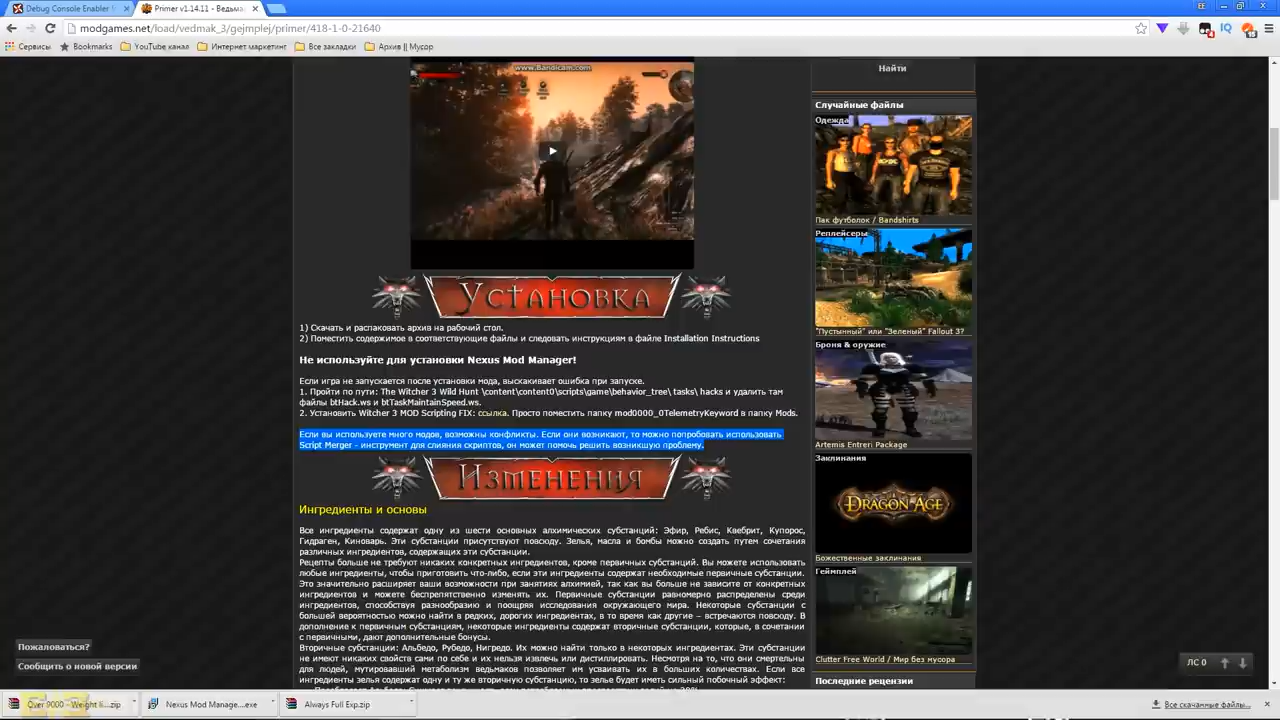 Debug Console Enabler
Primer v1.14.11 - Ведьма
modgames.net/load/vedmak_3/gejmplej/primer/418-1-0-21640
Сервисы
Bookmarks
YouTube канал
Интернет маркетинг
Все закладки
Архив || Мусор
www.Bandicam.com
Установка
1) Скачать и распаковать архив на рабочий стол.
2) Поместить содержимое в соответствующие файлы и следовать инструкциям в файле Installation Instructions
Не используйте для установки Nexus Mod Manager!
Если игра не запускается после установки мода, выскакивает ошибка при запуске.
1. Пройти по пути: The Witcher 3 Wild Hunt \content\content0\scripts\game\behavior_tree\ tasks\ hacks и удалить там
файлы btHack.ws и btTaskMaintainSpeed.ws.
2. Установить Witcher 3 MOD Scripting FIX: ссылка. Просто поместить папку mod0000_0TelemetryKeyword в папку Mods.
Если вы используете много модов, возможны конфликты. Если они возникают, то можно попробовать использовать
Script Merger - инструмент для слияния скриптов, он может помочь решить возникшую проблему.
Изменения
Ингредиенты и основы
Все ингредиенты содержат одну из шести основных алхимических субстанций: Эфир, Ребис, Квебрит, Купорос,
Гидраген, Киноварь. Эти субстанции присутствуют повсюду. Зелья, масла и бомбы можно создать путем сочетания
различных ингредиентов, содержащих эти субстанции.
Рецепты больше не требуют никаких конкретных ингредиентов, кроме первичных субстанций. Вы можете использовать
любые ингредиенты, чтобы приготовить что-либо, если эти ингредиенты содержат необходимые первичные субстанции.
Это значительно расширяет ваши возможности при занятиях алхимией, так как вы больше не зависите от конкретных
ингредиентов и можете беспрепятственно изменять их. Первичные субстанции равномерно распределены среди
ингредиентов, способствуя разнообразию и поощряя исследования окружающего мира. Некоторые субстанции с
большей вероятностью можно найти в редких, дорогих ингредиентах, в то время как другие – встречаются повсюду. В
дополнение к первичным субстанциям, некоторые ингредиенты содержат вторичные субстанции, которые, в сочетании
с первичными, дают дополнительные бонусы.
Вторичные субстанции: Альбедо, Рубедо, Нигредо. Их можно найти только в некоторых ингредиентах. Эти субстанции
не имеют никаких свойств сами по себе и их нельзя извлечь или дистиллировать. Несмотря на то, что они смертельны
для людей, мутировавший метаболизм ведьмаков позволяет им усваивать их в больших количествах. Если все
ингредиенты зелья содержат одну и ту же вторичную субстанцию, то зелье будет иметь сильный побочный эффект:
Найти
Случайные файлы
Одежда
Пак футболок / Bandshirts
Реплейсеры
"Пустынный" или "Зеленый" Fallout 3?
Броня & оружие
Artemis Entreri Package
Заклинания
DRAGON AGE
Божественные заклинания
Геймплей
Clutter Free World / Мир без мусора
Последние рецензии
Пожаловаться?
Сообщить о новой версии
ЛС 0
Over 9000 - Weight li....zip
Nexus Mod Manage....exe
Always Full Exp.zip
Все скачанные файлы...